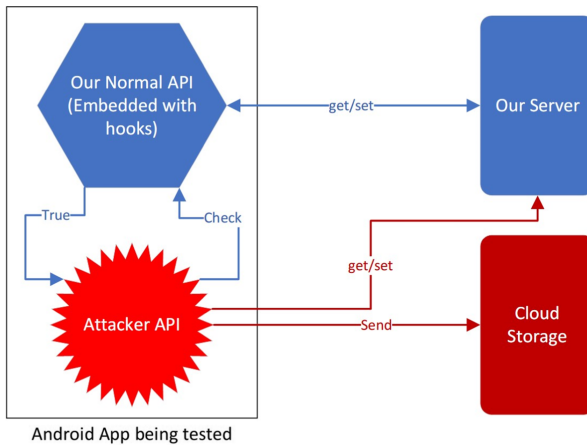 Our Normal API
(Embedded with
hooks)
get/set
Our Server
True
Check
get/set
Attacker API
Send
Cloud
Storage
Android App being tested